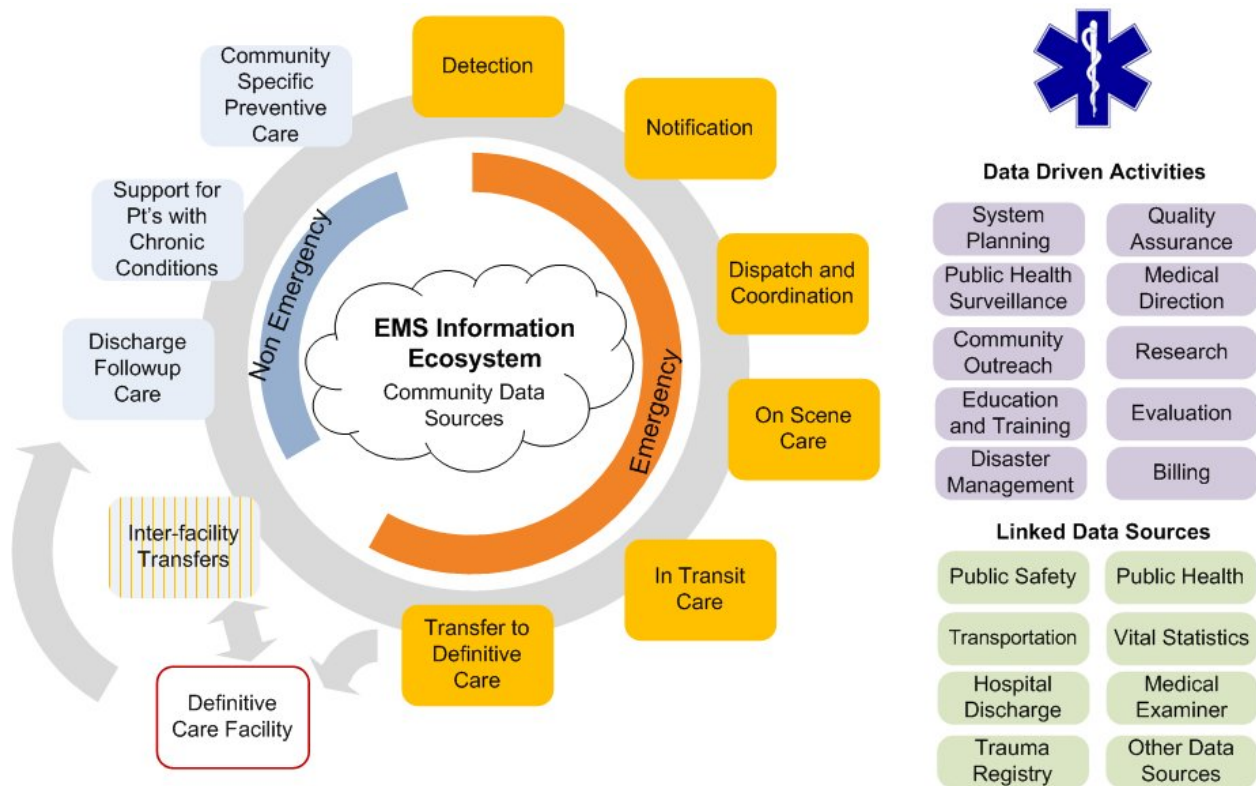 Community
Specific
Preventive
Care
Detection
Notification
Support for
Pt's with
Chronic
Conditions
Dispatch and
Coordination
Discharge
Followup
Care
On Scene
Care
Inter-facility
Transfers
In Transit
Care
Transfer to
Definitive
Care
Definitive
Care Facility
Non Emergency
Emergency
EMS Information
Ecosystem
Community Data
Sources
Data Driven Activities
System
Planning
Quality
Assurance
Public Health
Surveillance
Medical
Direction
Community
Outreach
Research
Education
and Training
Evaluation
Disaster
Management
Billing
Linked Data Sources
Public Safety
Public Health
Transportation
Vital Statistics
Hospital
Discharge
Medical
Examiner
Trauma
Registry
Other Data
Sources